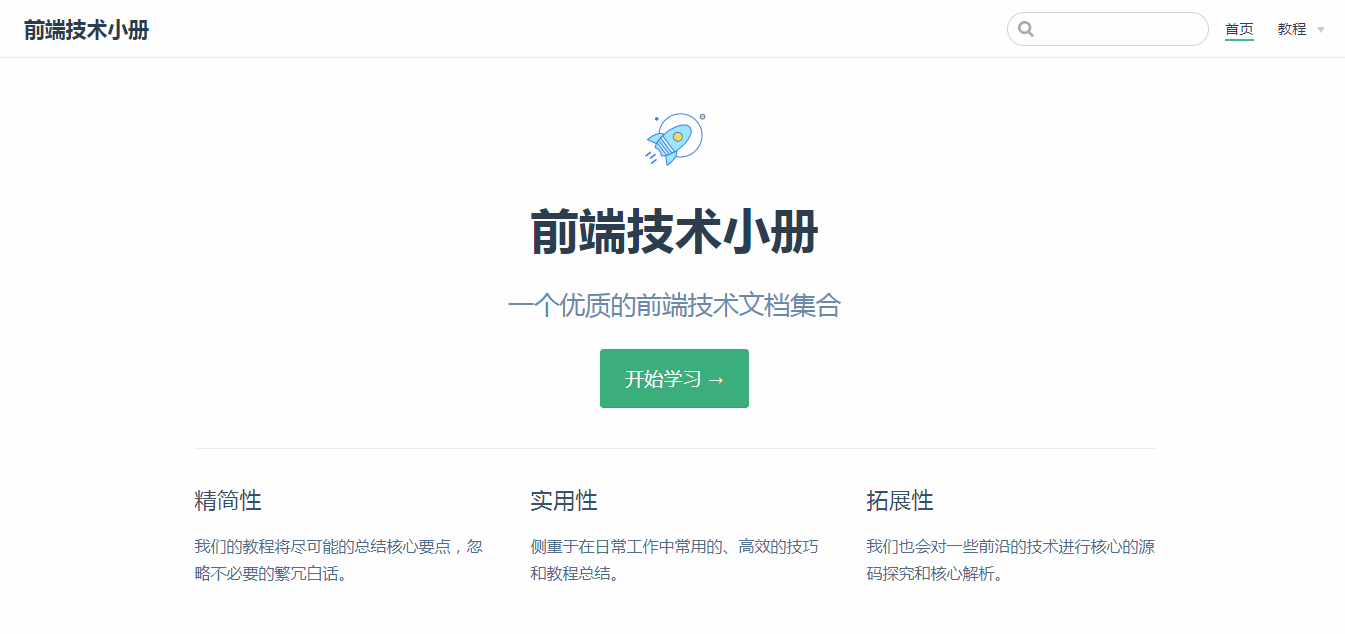 前端技术小册
首页
教程
前端技术小册
一个优质的前端技术文档集合
开始学习 →
精简性
我们的教程将尽可能的总结核心要点，忽
略不必要的繁冗白话。
实用性
侧重于在日常工作中常用的、高效的技巧
和教程总结。
拓展性
我们也会对一些前沿的技术进行核心的源
码探究和核心解析。